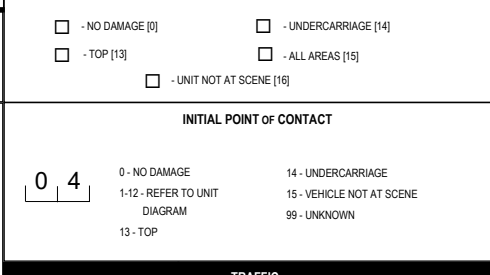 - NO DAMAGE [0] - UNDERCARRIAGE [14]
- TOP [13] - ALL AREAS [15]
- UNIT NOT AT SCENE [16]
INITIAL POINT OF CONTACT
0 4
0 - NO DAMAGE 14 - UNDERCARRIAGE
1-12 - REFER TO UNIT 15 - VEHICLE NOT AT SCENE
DIAGRAM 99 - UNKNOWN
13 - TOP
TRAFFIC